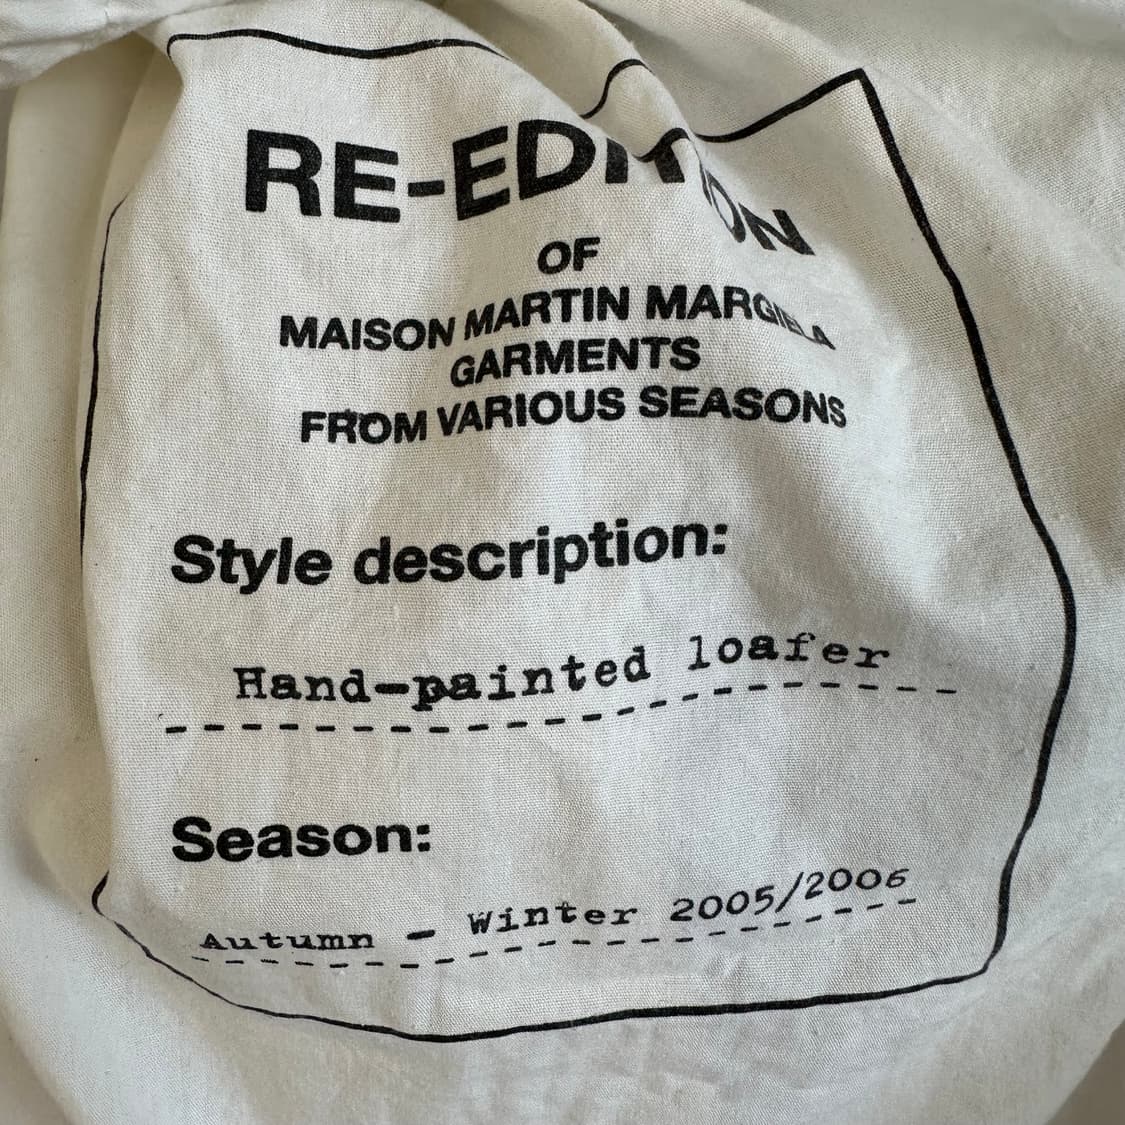 RE-EDITION
OF
MAISON MARTIN MARGIELA
GARMENTS
FROM VARIOUS SEASONS
Style description:
Hand-painted loafer
Season:
Autumn - Winter 2005/2006